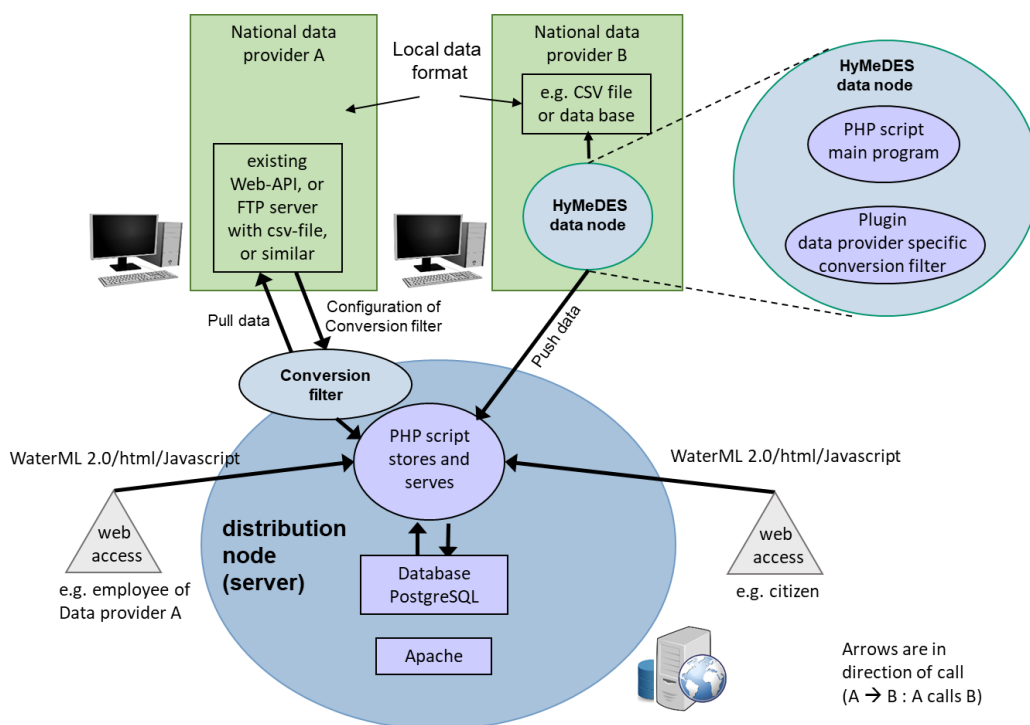 National data
provider A
Local data
format
National data
provider B
e.g. CSV file
or data base
HyMeDES
data node
PHP script
main program
Plugin
data provider specific
conversion filter
existing
Web-API, or
FTP server
with csv-file,
or similar
HyMeDES
data node
Pull data
Configuration of
Conversion filter
Push data
Conversion
filter
PHP script
stores and
serves
WaterML 2.0/html/Javascript
WaterML 2.0/html/Javascript
web
access
e.g. employee of
Data provider A
distribution
node
(server)
web
access
e.g. citizen
Database
PostgreSQL
Apache
Arrows are in
direction of call
(A → B : A calls B)